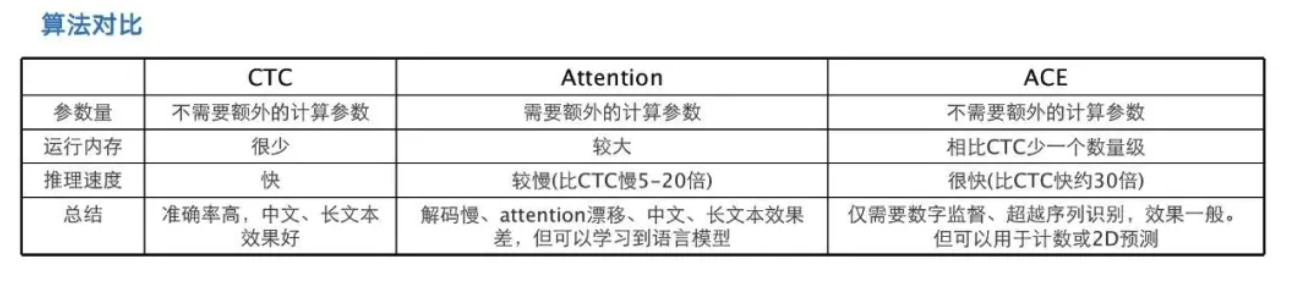 算法对比
CTC Attention ACE
参数量 不需要额外的计算参数 需要额外的计算参数 不需要额外的计算参数
运行内存 很少 较大 相比CTC少一个数量级
推理速度 快 较慢(比CTC慢5-20倍) 很快(比CTC快约30倍)
总结 准确率高，中文、长文本 解码慢、attention漂移、中文、长文本效果 仅需要数字监督、超越序列识别，效果一般。
效果好 差，但可以学习到语言模型 但可以用于计数或2D预测